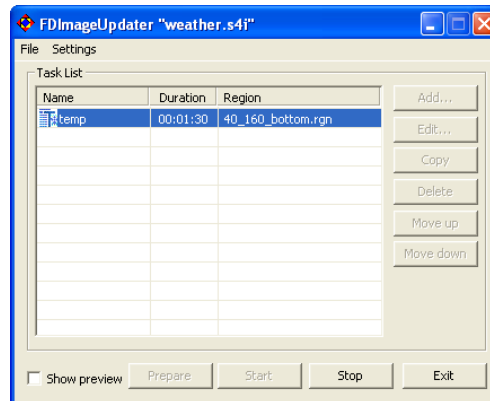 FDImageUpdater "weather.s4i"
File Settings
Task List
Name Duration Region
temp 00:01:30 40_160_bottom.rgn
Add...
Edit...
Copy
Delete
Move up
Move down
Show preview Prepare Start Stop Exit